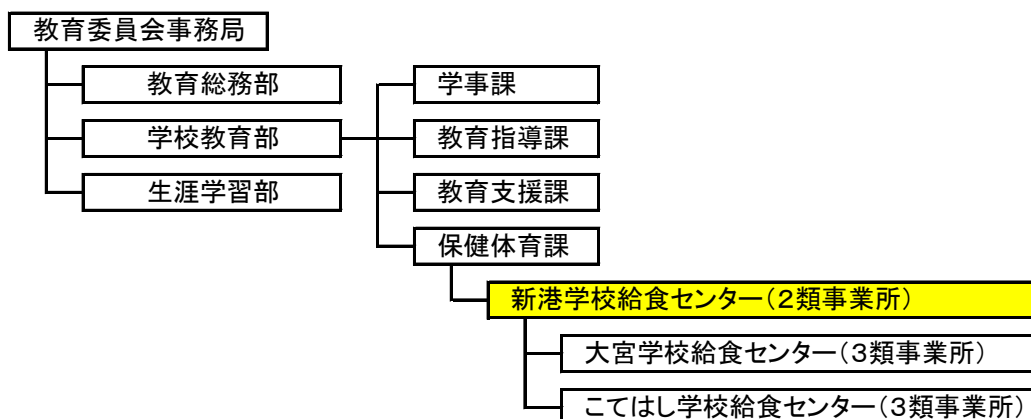 教育委員会事務局
教育総務部
学事課
学校教育部
教育指導課
生涯学習部
教育支援課
保健体育課
新港学校給食センター(2類事業所)
大宮学校給食センター(3類事業所)
こてはし学校給食センター(3類事業所)